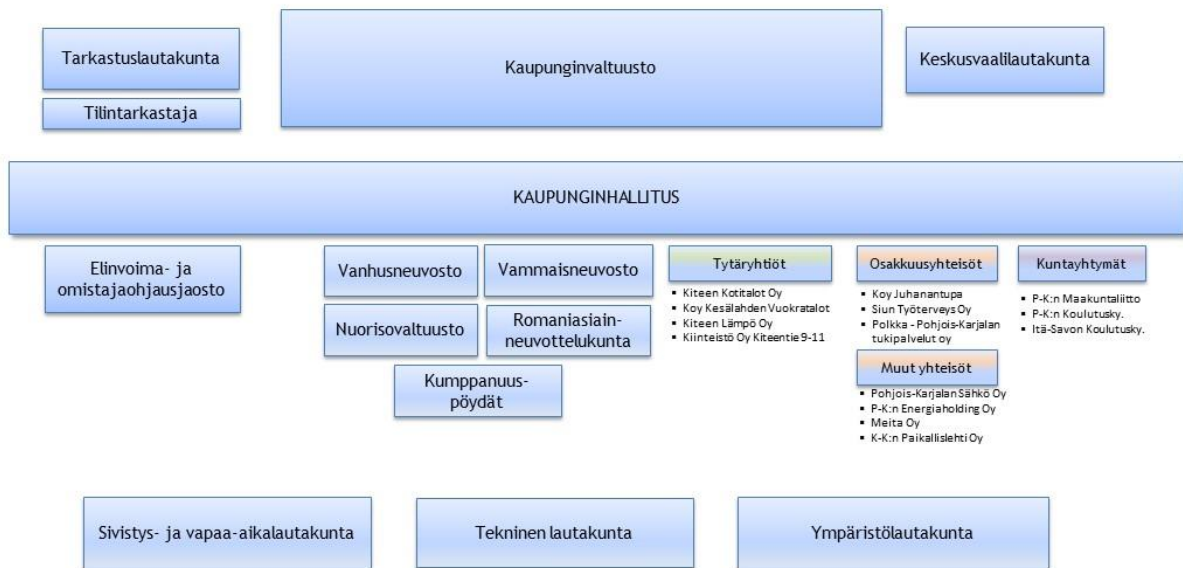 Tarkastuslautakunta
Tilintarkastaja
Kaupunginvaltuusto
Keskusvaalilautakunta
KAUPUNGINHALLITUS
Elinvoima- ja
omistajaohjausjaosto
Vanhusneuvosto
Vammaisneuvosto
Nuorisovaltuusto
Romaniasiain-
neuvottelukunta
Kumppanuus-
pöydät
Tytäryhtiöt
▪ Kiteen Kotitalot Oy
▪ Koy Kesälahden Vuokratalot
▪ Kiteen Lämpö Oy
▪ Kiinteistö Oy Kiteentie 9-11
Osakkuusyhteisöt
▪ Koy Juhanantupa
▪ Siun Työterveys Oy
▪ Polkka - Pohjois-Karjalan
tukipalvelut oy
Muut yhteisöt
▪ Pohjois-Karjalan Sähkö Oy
▪ P-K:n Energiaholding Oy
▪ Meita Oy
▪ K-K:n Paikallislehti Oy
Kuntayhtymät
▪ P-K:n Maakuntaliitto
▪ P-K:n Koulutusky.
▪ Itä-Savon Koulutusky.
Sivistys- ja vapaa-aikalautakunta
Tekninen lautakunta
Ympäristölautakunta